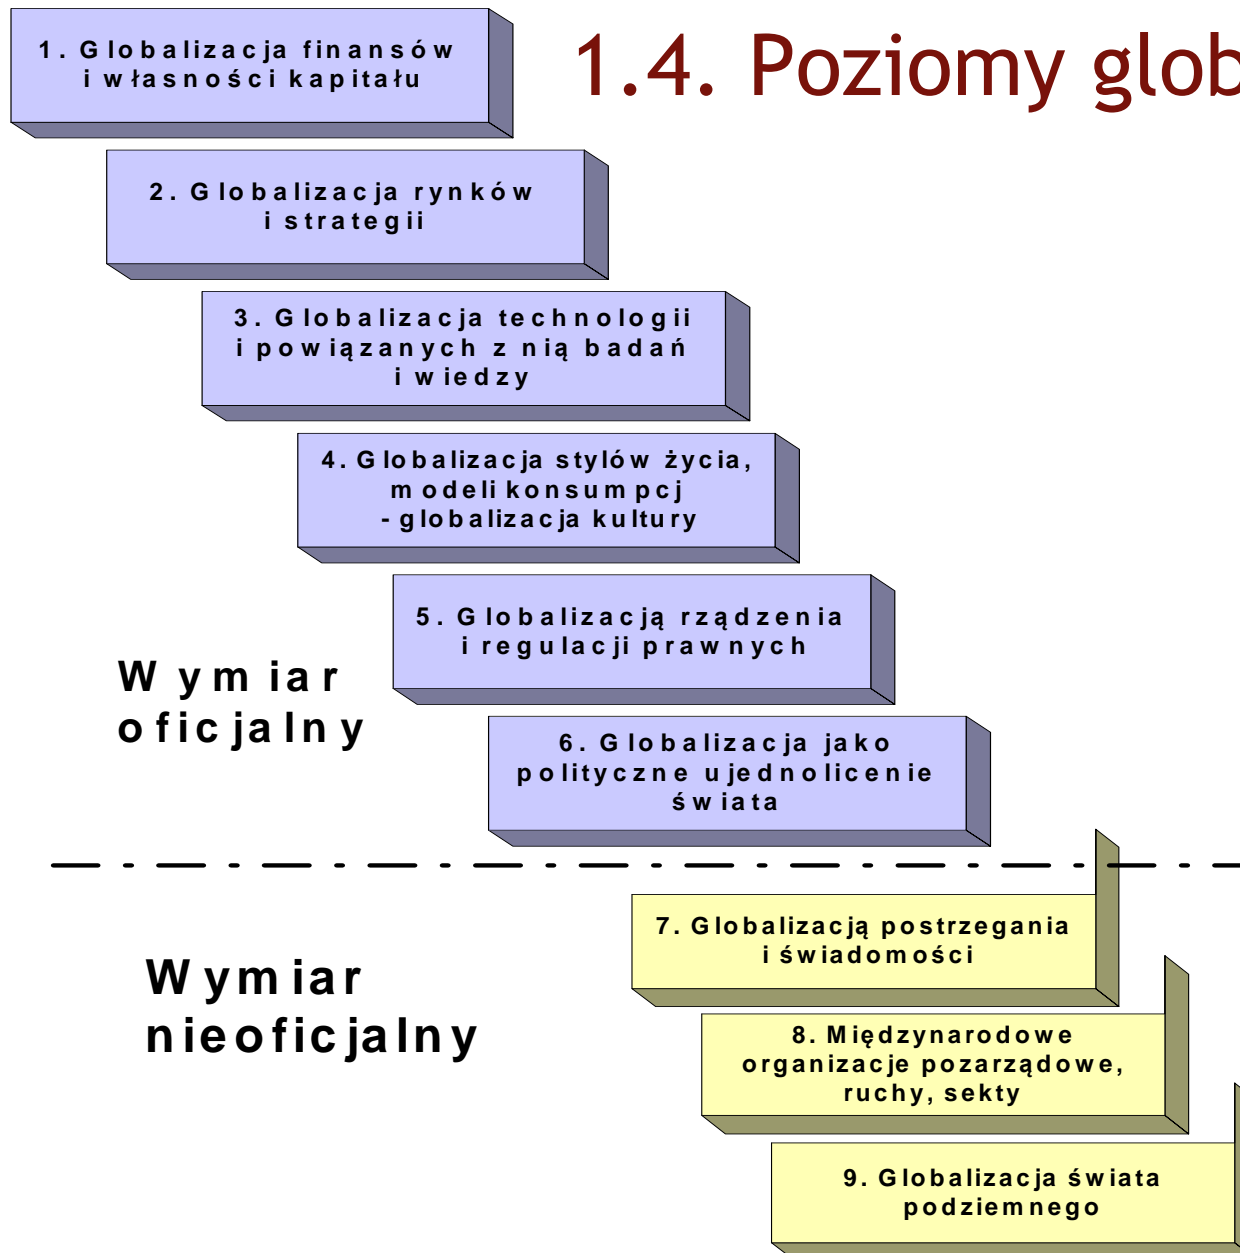 1.4. Poziomy glob
1. Globalizacja finansów
i własności kapitału
2. Globalizacja rynków
i strategii
3. Globalizacja technologii
i powiązanych z nią badań
i wiedzy
4. Globalizacja stylów życia,
modeli konsumpcj
- globalizacja kultury
5. Globalizacją rządzenia
i regulacji prawnych
Wymiar
oficjalny
6. Globalizacja jako
polityczne ujednolicenie
świata
7. Globalizacją postrzegania
i świadomości
Wymiar
nieoficjalny
8. Międzynarodowe
organizacje pozarządowe,
ruchy, sekty
9. Globalizacja świata
podziemnego